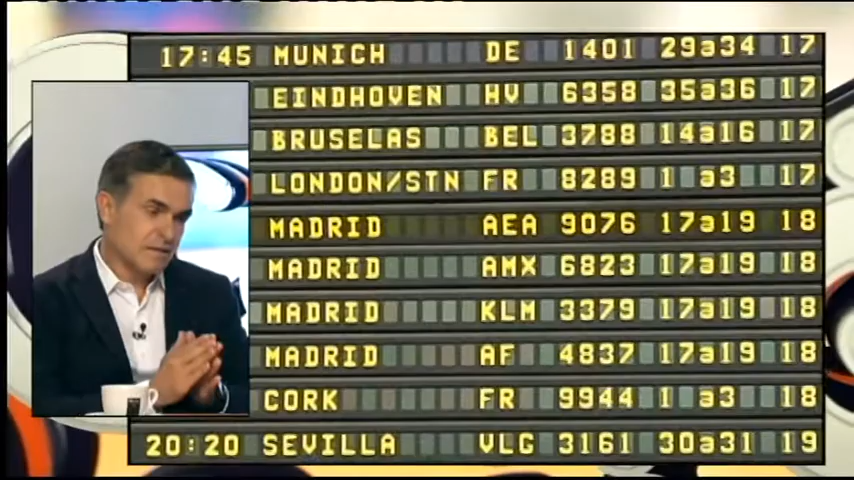 17:45 MUNICH DE 1401 29a34 17
EINDHOVEN HV 6358 35a36 17
BRUSELAS BEL 3788 14a16 17
LONDON/STN FR 8289 1 a3 17
MADRID AEA 9076 17a19 18
MADRID AMX 6823 17a19 18
MADRID KLM 3379 17a19 18
MADRID AF 4837 17a19 18
CORK FR 9944 1 a3 18
20:20 SEVILLA VLG 3161 30a31 19